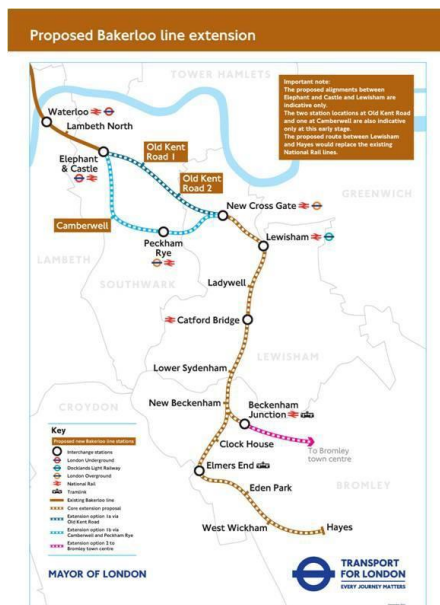 Proposed Bakerloo line extension
TOWER HAMLETS
Important note:
The proposed alignments between
Elephant and Castle and Lewisham are
indicative only.
The two station locations at Old Kent Road
and one at Camberwell are also indicative
only at this early stage.
The proposed route between Lewisham
and Hayes would replace the existing
National Rail lines.
Waterloo
Lambeth North
Old Kent
Road 1
Elephant
& Castle
Old Kent
Road 2
GREENWICH
New Cross Gate
Camberwell
Peckham
Rye
Lewisham
LAMBETH
SOUTHWARK
Ladywell
Catford Bridge
LEWISHAM
Lower Sydenham
New Beckenham
Beckenham
Junction
CROYDON
Clock House
To Bromley
town centre
Elmers End
BROMLEY
Eden Park
West Wickham
Hayes
Key
Proposed new Bakerloo line stations
Interchange stations
London Underground
Docklands Light Railway
London Overground
National Rail
Tramlink
Existing Bakerloo line
Core extension proposal
Extension option 1a via
Old Kent Road
Extension option 1b via
Camberwell and Peckham Rye
Extension option 2 to
Bromley town centre
MAYOR OF LONDON
TRANSPORT
FOR LONDON
EVERY JOURNEY MATTERS